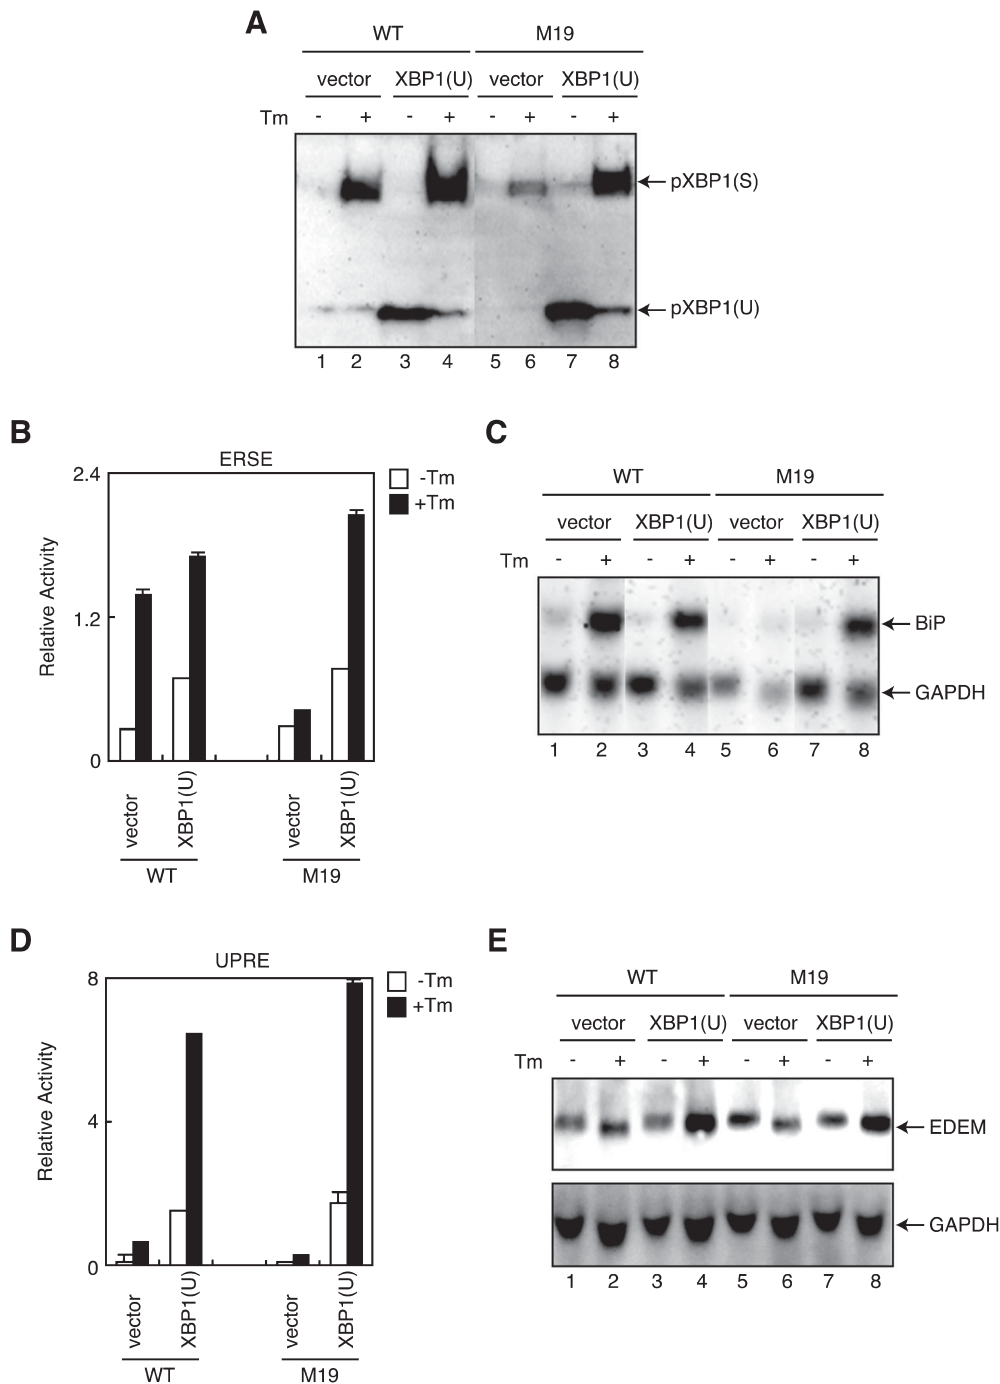 A
WT M19
vector XBP1(U) vector XBP1(U)
Tm - + - + - + - +
pXBP1(S)
pXBP1(U)
1 2 3 4 5 6 7 8
B
ERSE
2.4
1.2
0
Relative Activity
-Tm
+Tm
vector XBP1(U) vector XBP1(U)
WT M19
C
WT M19
vector XBP1(U) vector XBP1(U)
Tm - + - + - + - +
BiP
GAPDH
1 2 3 4 5 6 7 8
D
UPRE
8
4
0
Relative Activity
-Tm
+Tm
vector XBP1(U) vector XBP1(U)
WT M19
E
WT M19
vector XBP1(U) vector XBP1(U)
Tm - + - + - + - +
EDEM
GAPDH
1 2 3 4 5 6 7 8